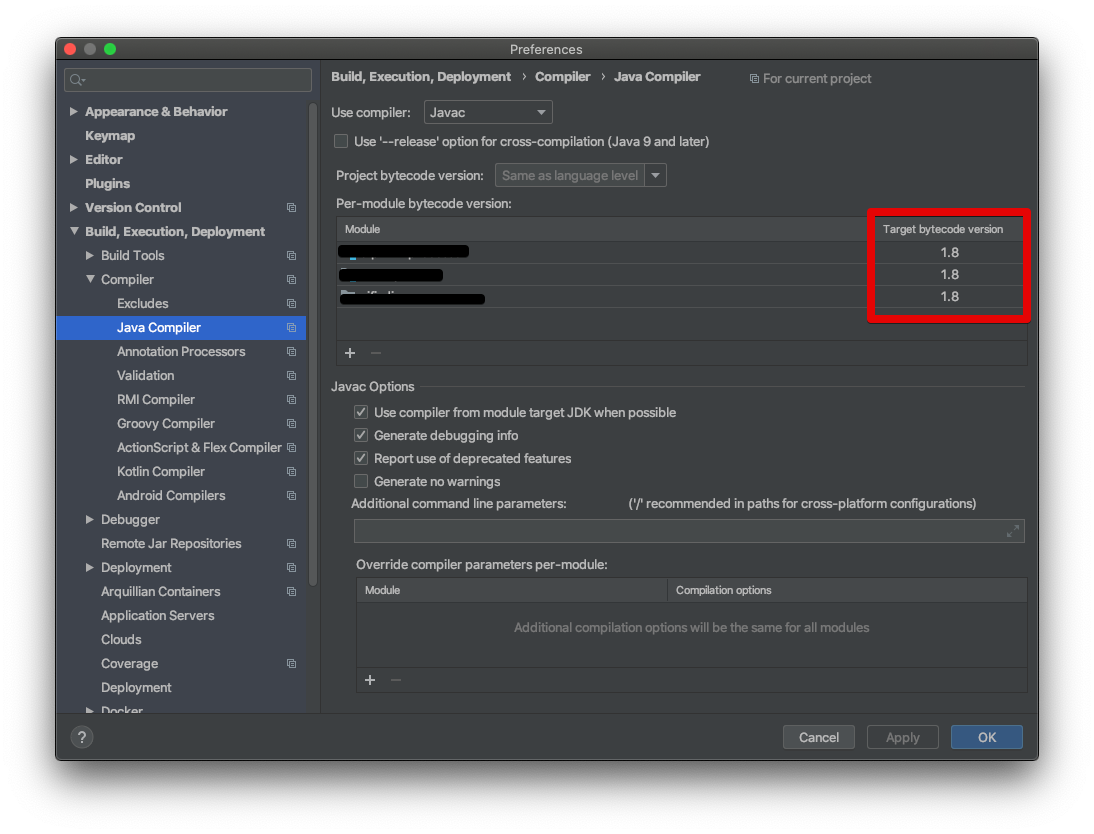 Preferences
Appearance & Behavior
Keymap
Editor
Plugins
Version Control
Build, Execution, Deployment
Build Tools
Compiler
Excludes
Java Compiler
Annotation Processors
Validation
RMI Compiler
Groovy Compiler
ActionScript & Flex Compiler
Kotlin Compiler
Android Compilers
Debugger
Remote Jar Repositories
Deployment
Arquillian Containers
Application Servers
Clouds
Coverage
Deployment
Docker
Build, Execution, Deployment › Compiler › Java Compiler
For current project
Use compiler: Javac
Use '--release' option for cross-compilation (Java 9 and later)
Project bytecode version: Same as language level
Per-module bytecode version:
Module Target bytecode version
1.8
1.8
1.8
Javac Options
Use compiler from module target JDK when possible
Generate debugging info
Report use of deprecated features
Generate no warnings
Additional command line parameters: ('/' recommended in paths for cross-platform configurations)
Override compiler parameters per-module:
Module Compilation options
Additional compilation options will be the same for all modules
? Cancel Apply OK